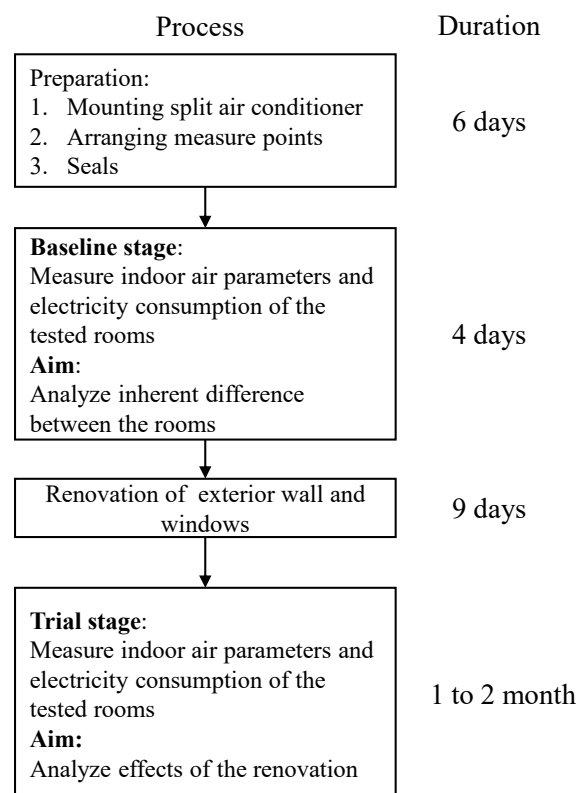 Process
Duration
Preparation:
1. Mounting split air conditioner
2. Arranging measure points
3. Seals
6 days
Baseline stage:
Measure indoor air parameters and
electricity consumption of the
tested rooms
Aim:
Analyze inherent difference
between the rooms
4 days
Renovation of exterior wall and
windows
9 days
Trial stage:
Measure indoor air parameters and
electricity consumption of the
tested rooms
Aim:
Analyze effects of the renovation
1 to 2 month